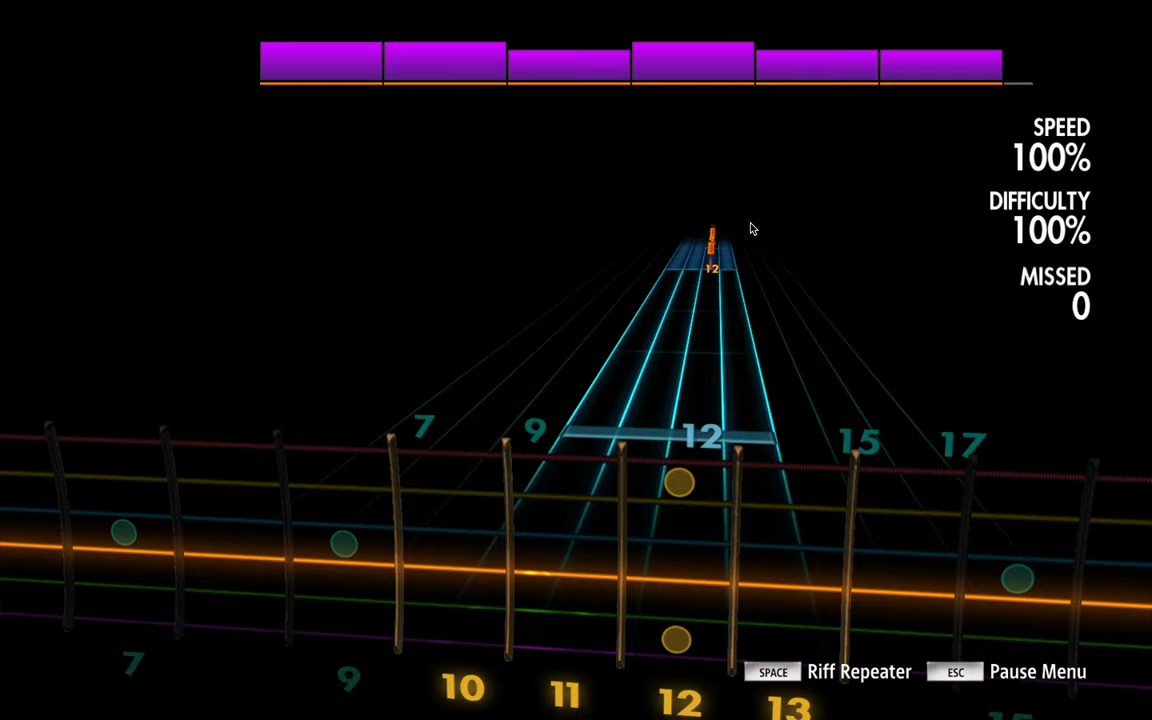 SPEED
100%
DIFFICULTY
100%
MISSED
0
12
7 9 12 15 17
7 9 10 11 12 13 15
SPACE Riff Repeater ESC Pause Menu